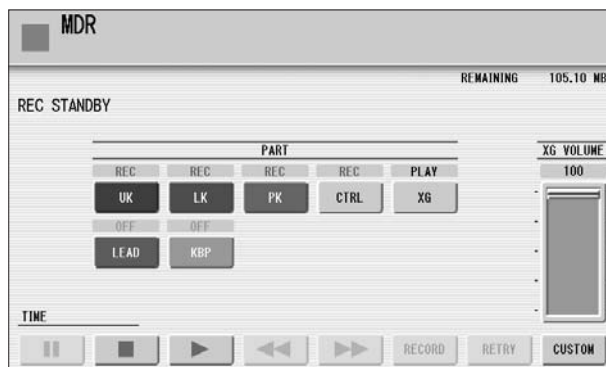 MDR
REMAINING 105.10 MB
REC STANDBY
PART XG VOLUME
REC REC REC REC PLAY 100
UK LK PK CTRL XG
OFF OFF
LEAD KBP
TIME
RECORD RETRY CUSTOM